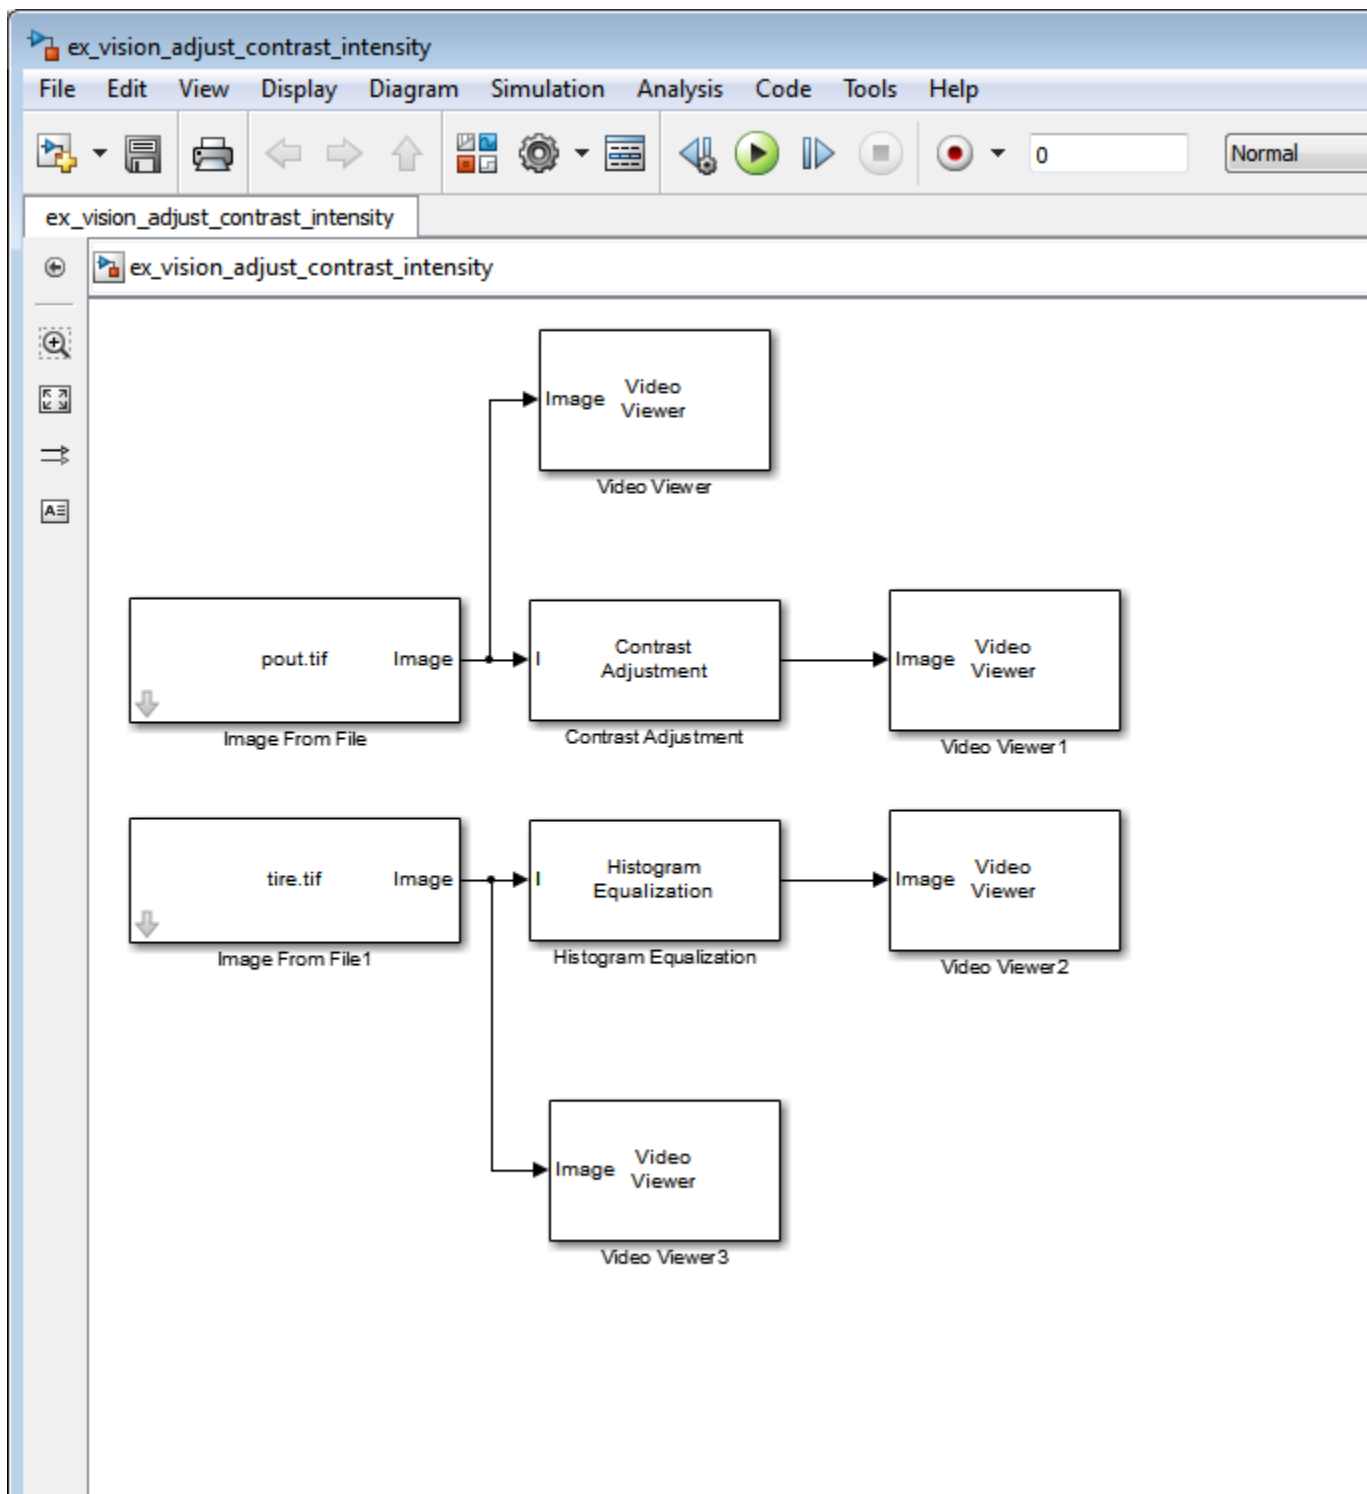 ex_vision_adjust_contrast_intensity
File Edit View Display Diagram Simulation Analysis Code Tools Help
0 Normal
ex_vision_adjust_contrast_intensity
ex_vision_adjust_contrast_intensity
Image Video
Viewer
Video Viewer
pout.tif Image
Image From File
I Contrast
Adjustment
Contrast Adjustment
Image Video
Viewer
Video Viewer1
tire.tif Image
Image From File1
I Histogram
Equalization
Histogram Equalization
Image Video
Viewer
Video Viewer2
Image Video
Viewer
Video Viewer3